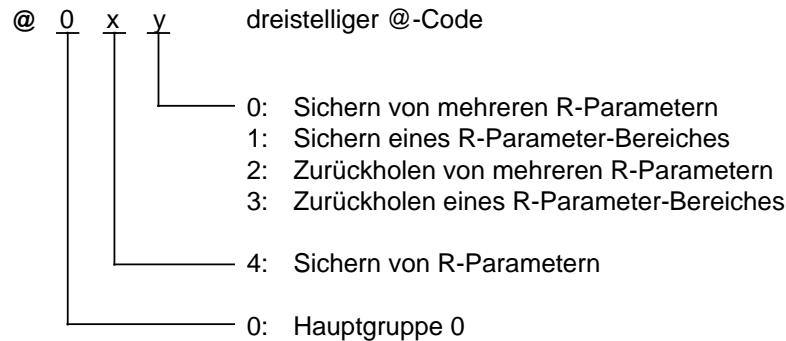 @ 0 x y dreistelliger @-Code
0: Sichern von mehreren R-Parametern
1: Sichern eines R-Parameter-Bereiches
2: Zurückholen von mehreren R-Parametern
3: Zurückholen eines R-Parameter-Bereiches
4: Sichern von R-Parametern
0: Hauptgruppe 0